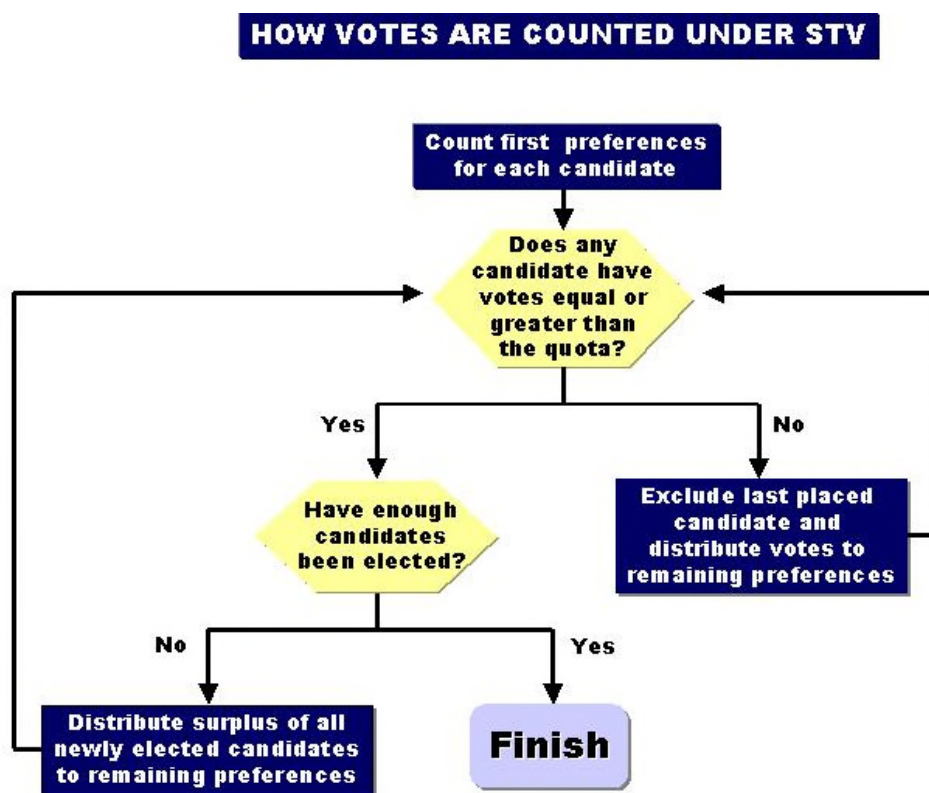 HOW VOTES ARE COUNTED UNDER STV
Count first preferences
for each candidate
Does any
candidate have
votes equal or
greater than
the quota?
Yes
No
Have enough
candidates
been elected?
Exclude last placed
candidate and
distribute votes to
remaining preferences
No
Yes
Distribute surplus of all
newly elected candidates
to remaining preferences
Finish